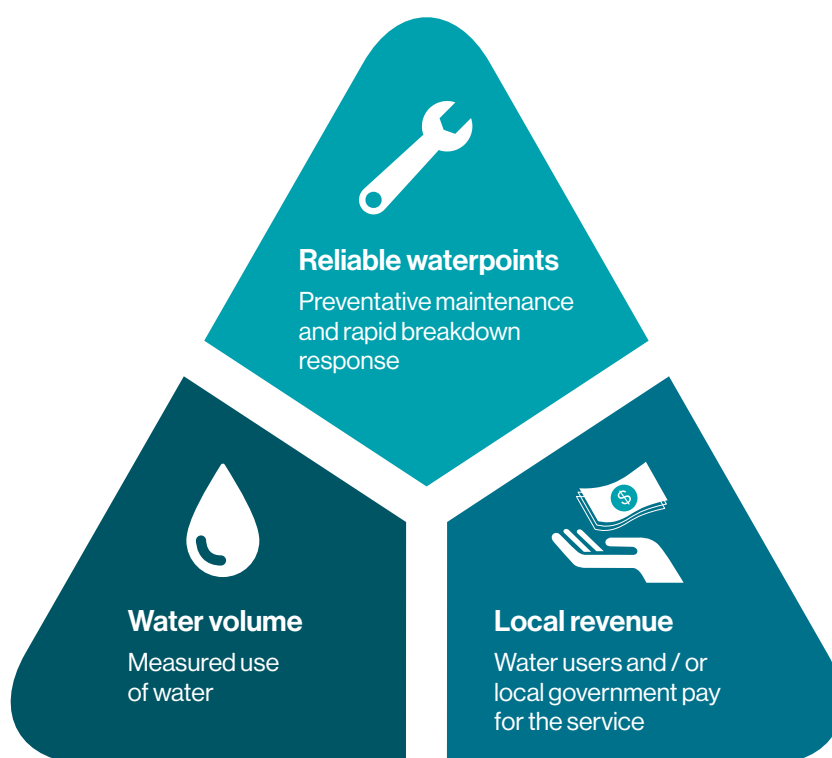 Reliable waterpoints
Preventative maintenance
and rapid breakdown
response
$
Water volume
Measured use
of water
Local revenue
Water users and / or
local government pay
for the service